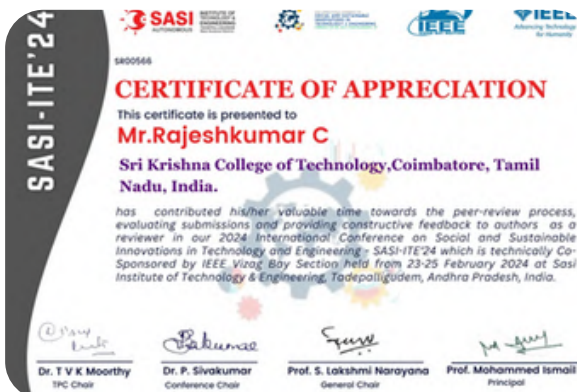 SASI-ITE'24
SASI
INSTITUTE OF
TECHNOLOGY &
ENGINEERING
AUTONOMOUS
IEEE
IEEE
Advancing Technology
for Humanity
SR00566
CERTIFICATE OF APPRECIATION
This certificate is presented to
Mr.Rajeshkumar C
Sri Krishna College of Technology,Coimbatore, Tamil
Nadu, India.
has contributed his/her valuable time towards the peer-review process,
evaluating submissions and providing constructive feedback to authors as a
reviewer in our 2024 International Conference on Social and Sustainable
Innovations in Technology and Engineering - SASI-ITE'24 which is technically Co-
Sponsored by IEEE Vizag Bay Section held from 23-25 February 2024 at Sasi
Institute of Technology & Engineering, Tadepalligudem, Andhra Pradesh, India.
Dr. T V K Moorthy
TPC Chair
Dr. P. Sivakumar
Conference Chair
Prof. S. Lakshmi Narayana
General Chair
Prof. Mohammed Ismail
Principal